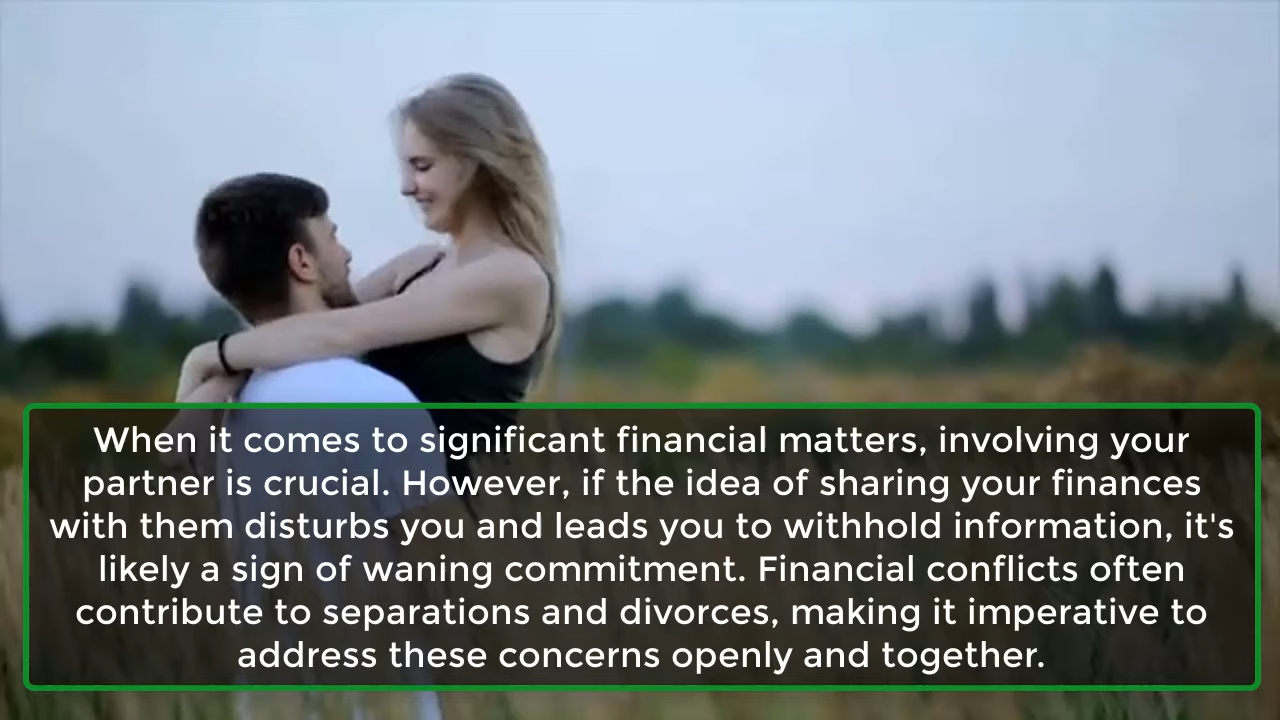 When it comes to significant financial matters, involving your
partner is crucial. However, if the idea of sharing your finances
with them disturbs you and leads you to withhold information, it's
likely a sign of waning commitment. Financial conflicts often
contribute to separations and divorces, making it imperative to
address these concerns openly and together.